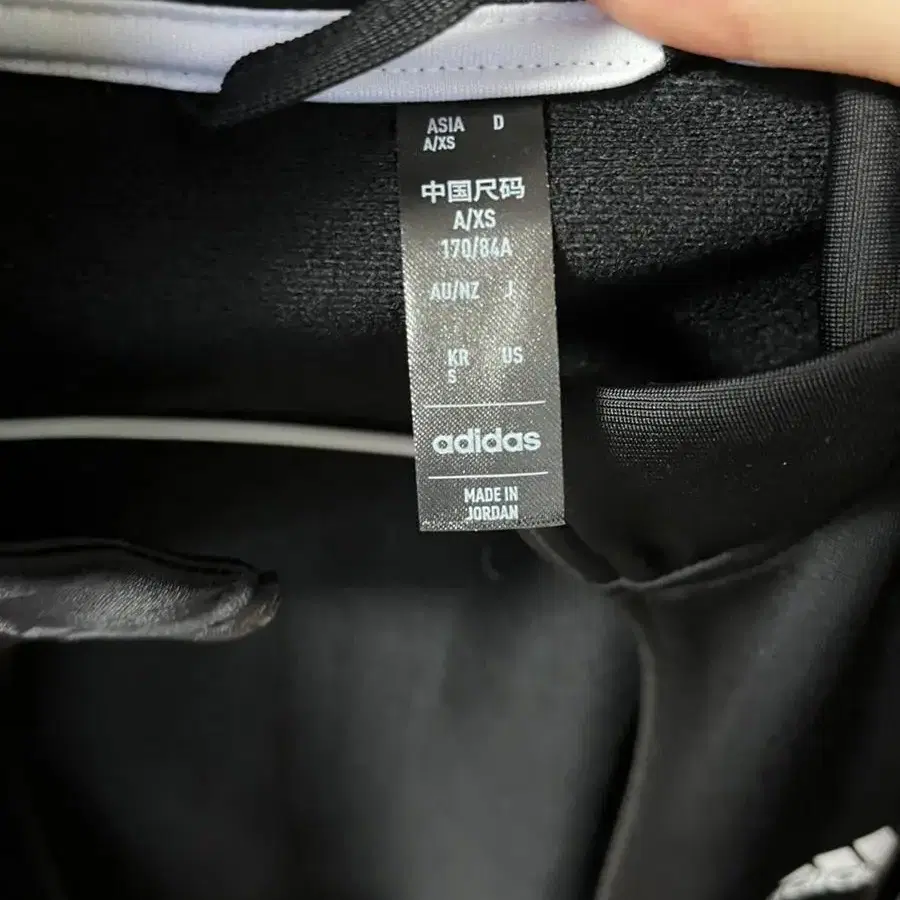 ASIA D
A/XS
中国尺码
A/XS
170/84A
AU/NZ J
KR US
S
adidas
MADE IN
JORDAN